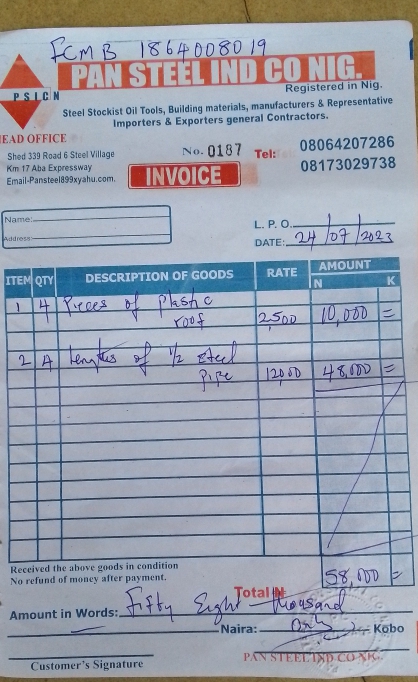 FCMB 1864008019
PAN STEEL IND CO NIG.
PSICN
Registered in Nig.
Steel Stockist Oil Tools, Building materials, manufacturers & Representative
Importers & Exporters general Contractors.
HEAD OFFICE
Shed 339 Road 6 Steel Village
Km 17 Aba Expressway
Email-Pansteel899xyahu.com.
No. 0187
Tel: 08064207286
08173029738
INVOICE
Name:
Address:
L. P. O.
DATE: 24/07/2023
ITEM QTY DESCRIPTION OF GOODS RATE AMOUNT
N K
1 4 Pieces of Plastic
roof 2,500 10,000 =
2 4 Lengths of 1/2 steel
pipe 12,000 48,000 =
Received the above goods in condition
No refund of money after payment.
58,000 =
Total N
Amount in Words: Fifty Eight thousand
Naira: only Kobo
Customer's Signature
PAN STEEL IND CO NIG.